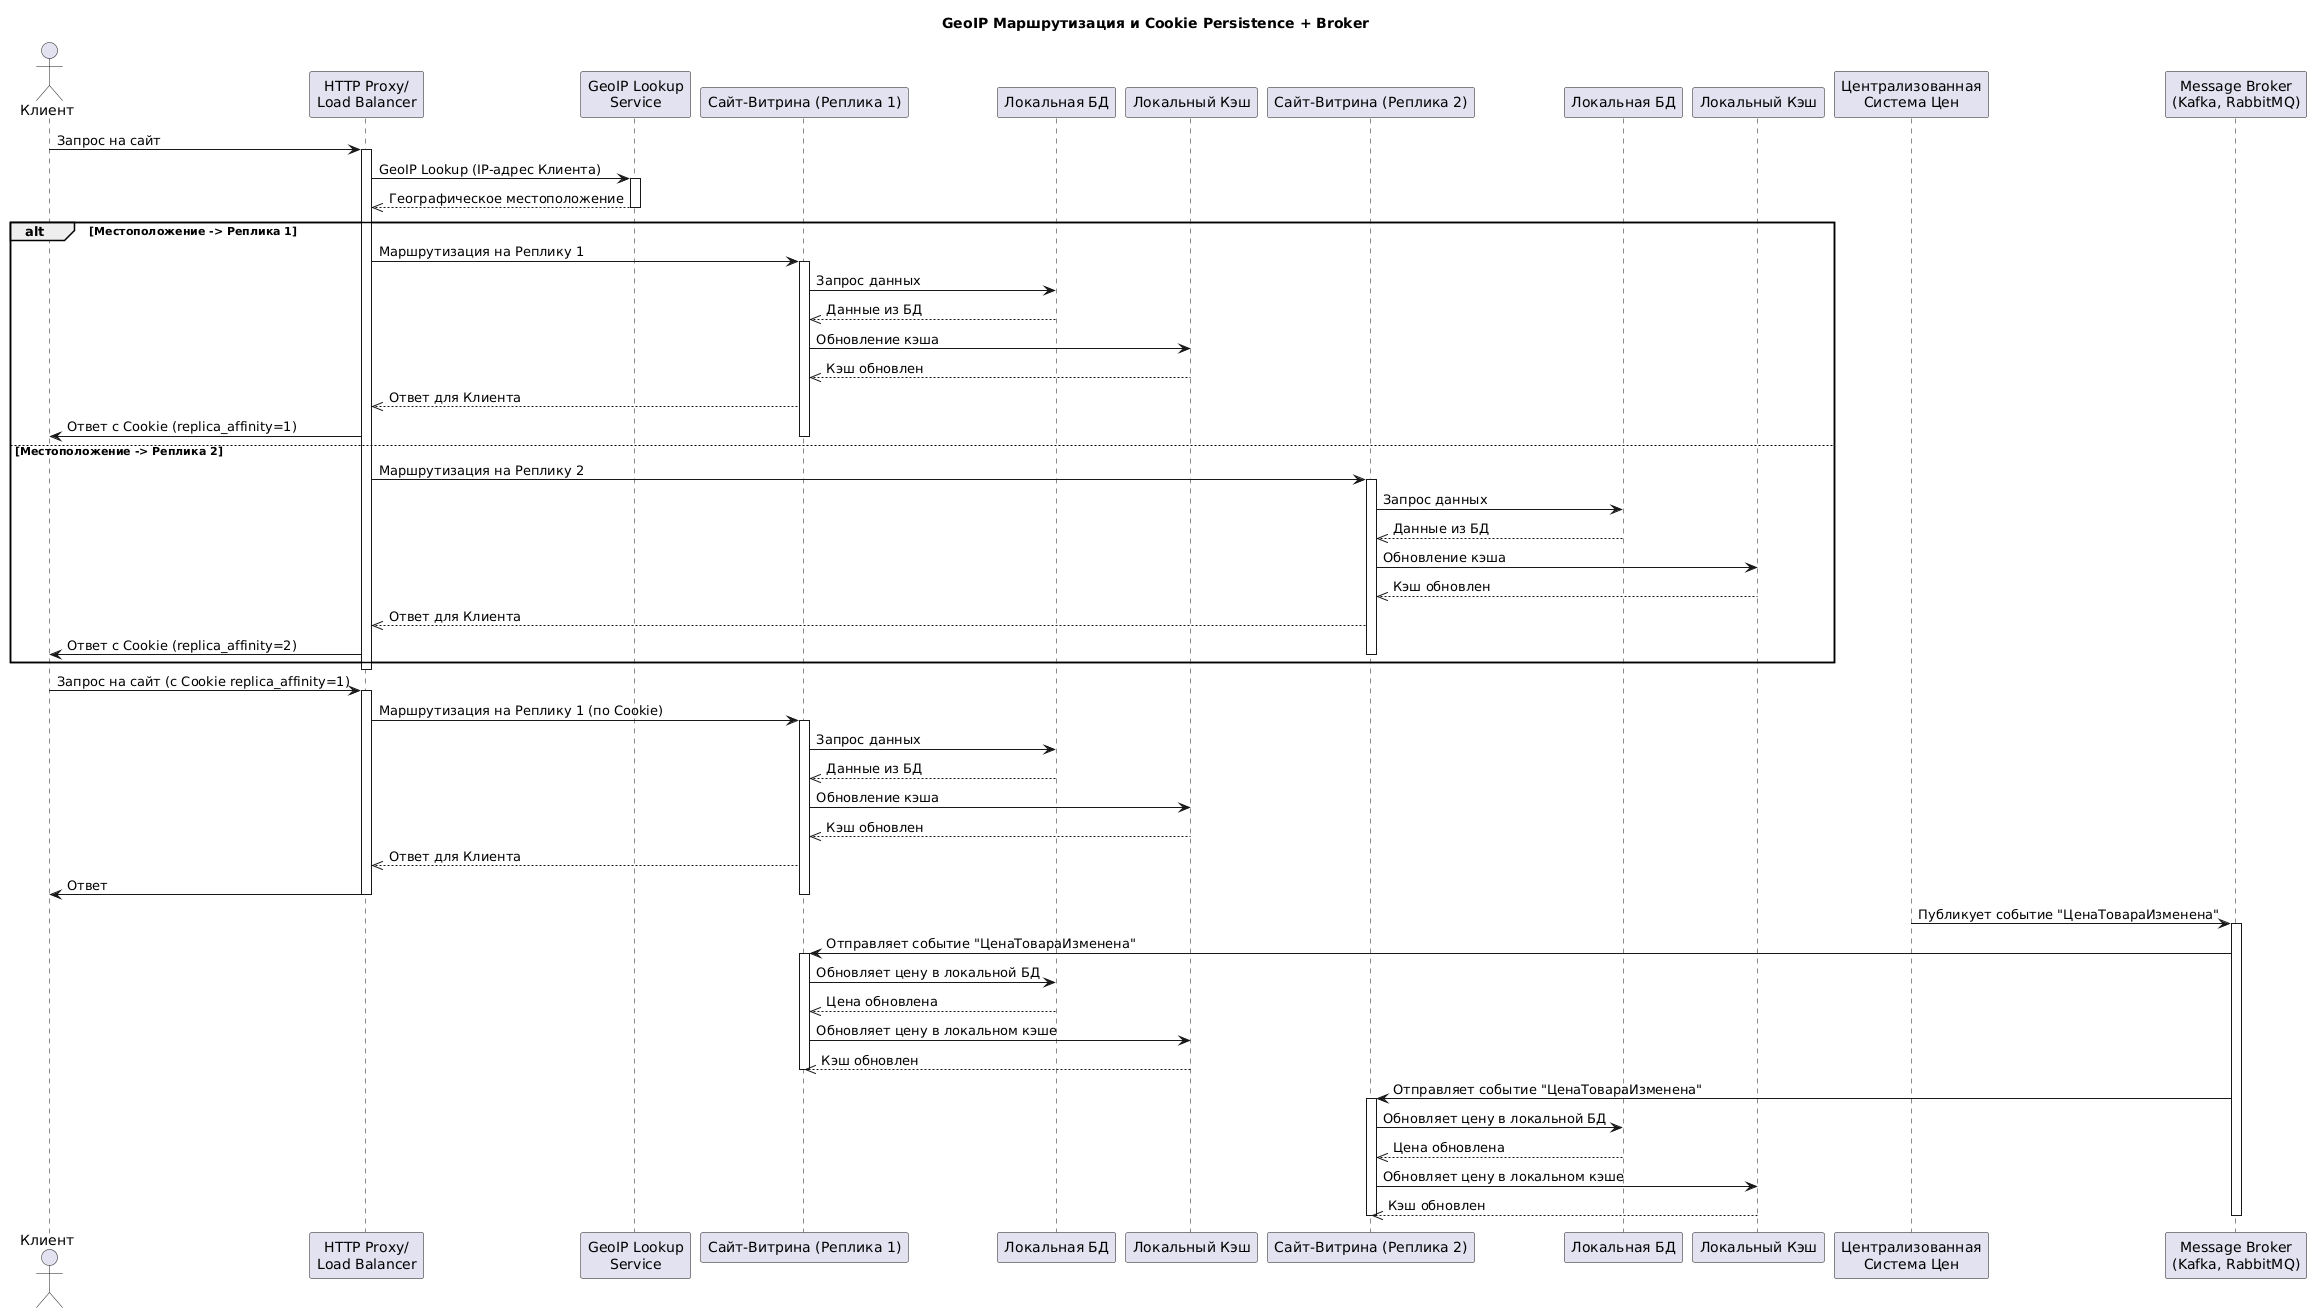 GeoIP Маршрутизация и Cookie Persistence + Broker
Клиент
HTTP Proxy/
Load Balancer
GeoIP Lookup
Service
Сайт-Витрина (Реплика 1)
Локальная БД
Локальный Кэш
Сайт-Витрина (Реплика 2)
Локальная БД
Локальный Кэш
Централизованная
Система Цен
Message Broker
(Kafka, RabbitMQ)
Запрос на сайт
GeoIP Lookup (IP-адрес Клиента)
Географическое местоположение
alt [Местоположение -> Реплика 1]
Маршрутизация на Реплику 1
Запрос данных
Данные из БД
Обновление кэша
Кэш обновлен
Ответ для Клиента
Ответ с Cookie (replica_affinity=1)
[Местоположение -> Реплика 2]
Маршрутизация на Реплику 2
Запрос данных
Данные из БД
Обновление кэша
Кэш обновлен
Ответ для Клиента
Ответ с Cookie (replica_affinity=2)
Запрос на сайт (с Cookie replica_affinity=1)
Маршрутизация на Реплику 1 (по Cookie)
Запрос данных
Данные из БД
Обновление кэша
Кэш обновлен
Ответ для Клиента
Ответ
Публикует событие "ЦенаТовараИзменена"
Отправляет событие "ЦенаТовараИзменена"
Обновляет цену в локальной БД
Цена обновлена
Обновляет цену в локальном кэше
Кэш обновлен
Отправляет событие "ЦенаТовараИзменена"
Обновляет цену в локальной БД
Цена обновлена
Обновляет цену в локальном кэше
Кэш обновлен
Клиент
HTTP Proxy/
Load Balancer
GeoIP Lookup
Service
Сайт-Витрина (Реплика 1)
Локальная БД
Локальный Кэш
Сайт-Витрина (Реплика 2)
Локальная БД
Локальный Кэш
Централизованная
Система Цен
Message Broker
(Kafka, RabbitMQ)